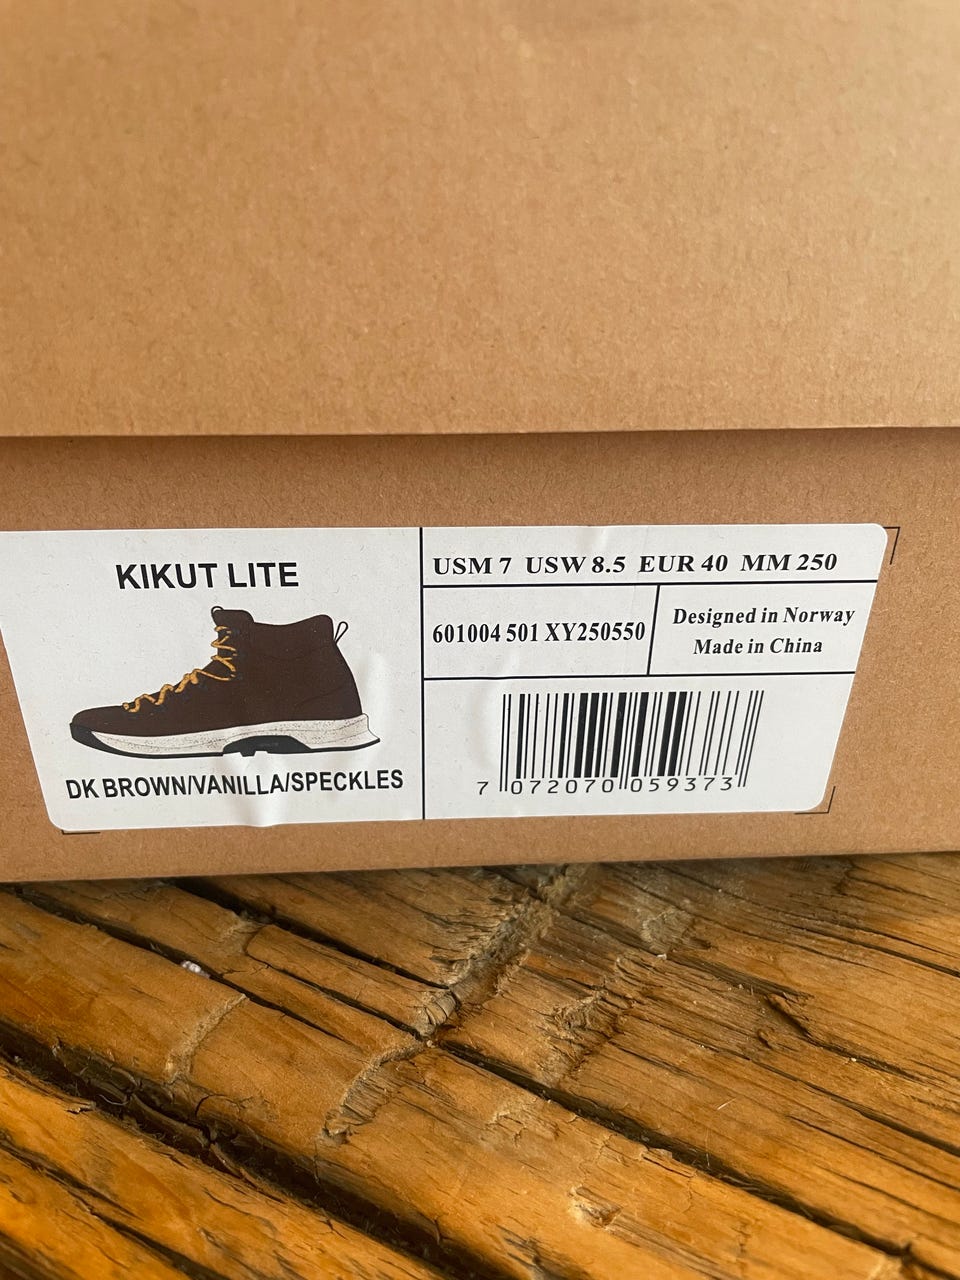 KIKUT LITE
DK BROWN/VANILLA/SPECKLES
USM 7 USW 8.5 EUR 40 MM 250
601004 501 XY250550
Designed in Norway
Made in China
7 072070 059373